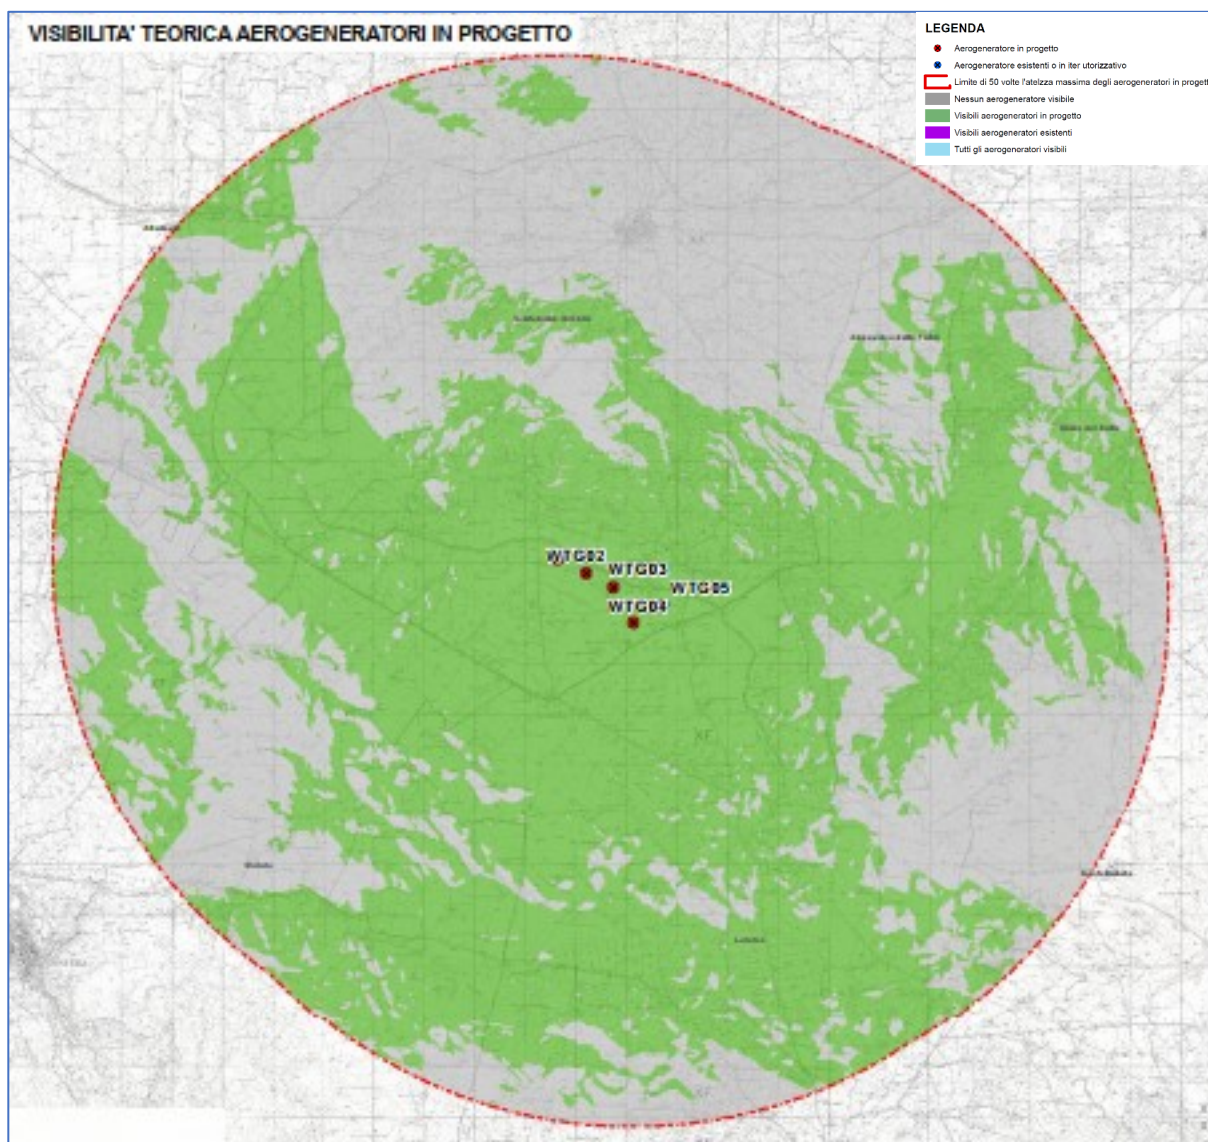 VISIBILITA' TEORICA AEROGENERATORI IN PROGETTO
LEGENDA
Aerogeneratore in progetto
Aerogeneratore esistenti o in iter utorizzativo
Limite di 50 volte l'atelzza massima degli aerogeneratori in progett
Nessun aerogeneratore visibile
Visibili aerogeneratori in progetto
Visibili aerogeneratori esistenti
Tutti gli aerogeneratori visibili
WTG02
WTG03
WTG05
WTG04